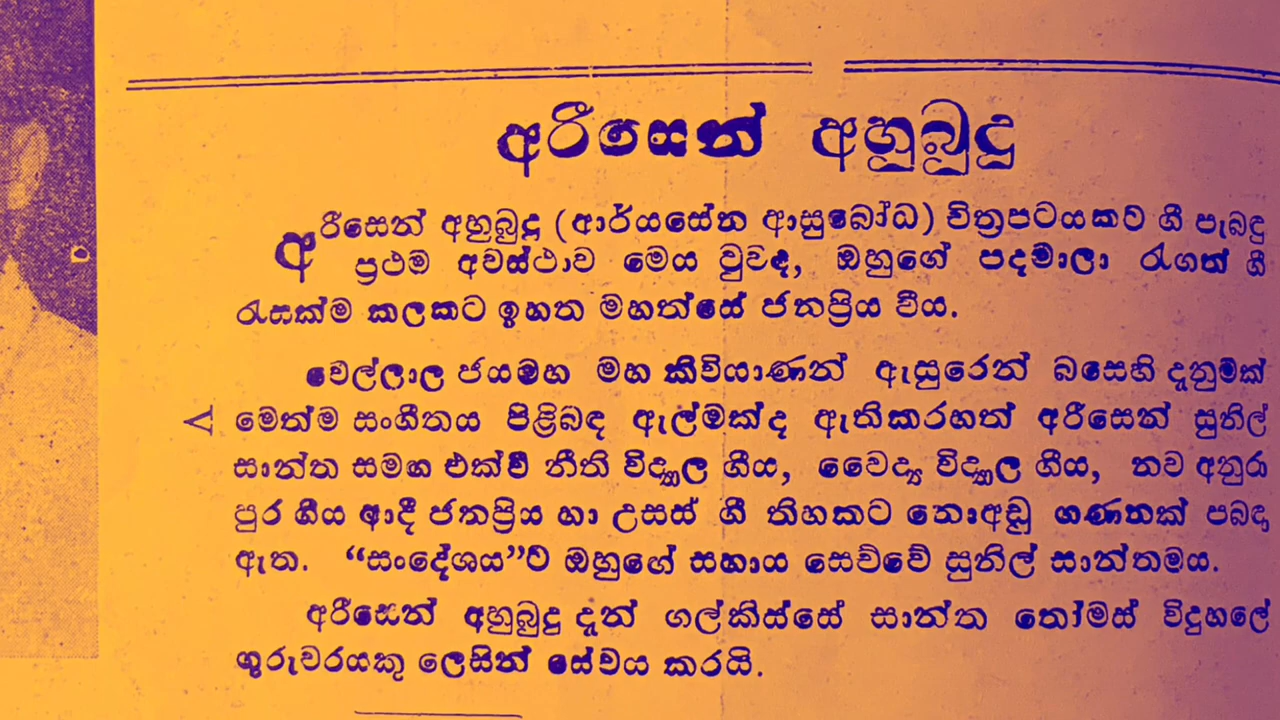 අරීසෙන් අහුබුදු
අරීසෙන් අහුබුදු (ආර්යසේන ආසුබෝධ) චිත්‍රපටයකට ගී පැබඳූ
ප්‍රථම අවස්ථාව මෙය වුවද, ඔහුගේ පදමාලා රැගත් ගී
රැසක්ම කලකට ඉහත මහත්සේ ජනප්‍රිය විය.
වෙල්ලාල ජයමහ මහ කිවියාණන් ඇසුරෙන් බසෙහි දැනුමක්
මෙන්ම සංගීතය පිළිබඳ ඇල්මක්ද ඇතිකරගත් අරීසෙන් සුනිල්
සාන්ත සමඟ එක්වී නීති විද්‍යාල ගීය, වෛද්‍ය විද්‍යාල ගීය, නව අනුරා
පුර ගීය ආදී ජනප්‍රිය හා උසස් ගී තිහකට නොඅඩු ගණනක් පබඳා
ඇත. “සංදේශය”ට ඔහුගේ සහාය සෙව්වේ සුනිල් සාන්තමය.
අරීසෙන් අහුබුදු දැන් ගල්කිස්සේ සාන්ත තෝමස් විදුහලේ
ගුරුවරයකු ලෙසින් සේවය කරයි.